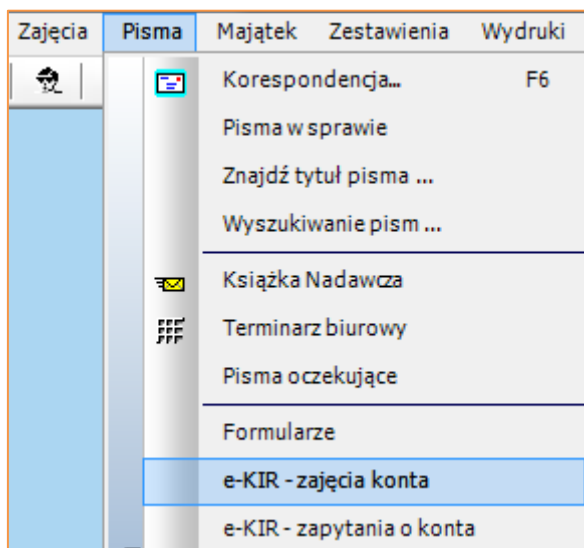 Zajęcia Pisma Majątek Zestawienia Wydruki
Korespondencja... F6
Pisma w sprawie
Znajdź tytuł pisma ...
Wyszukiwanie pism ...
Książka Nadawcza
Terminarz biurowy
Pisma oczekujące
Formularze
e-KIR - zajęcia konta
e-KIR - zapytania o konta